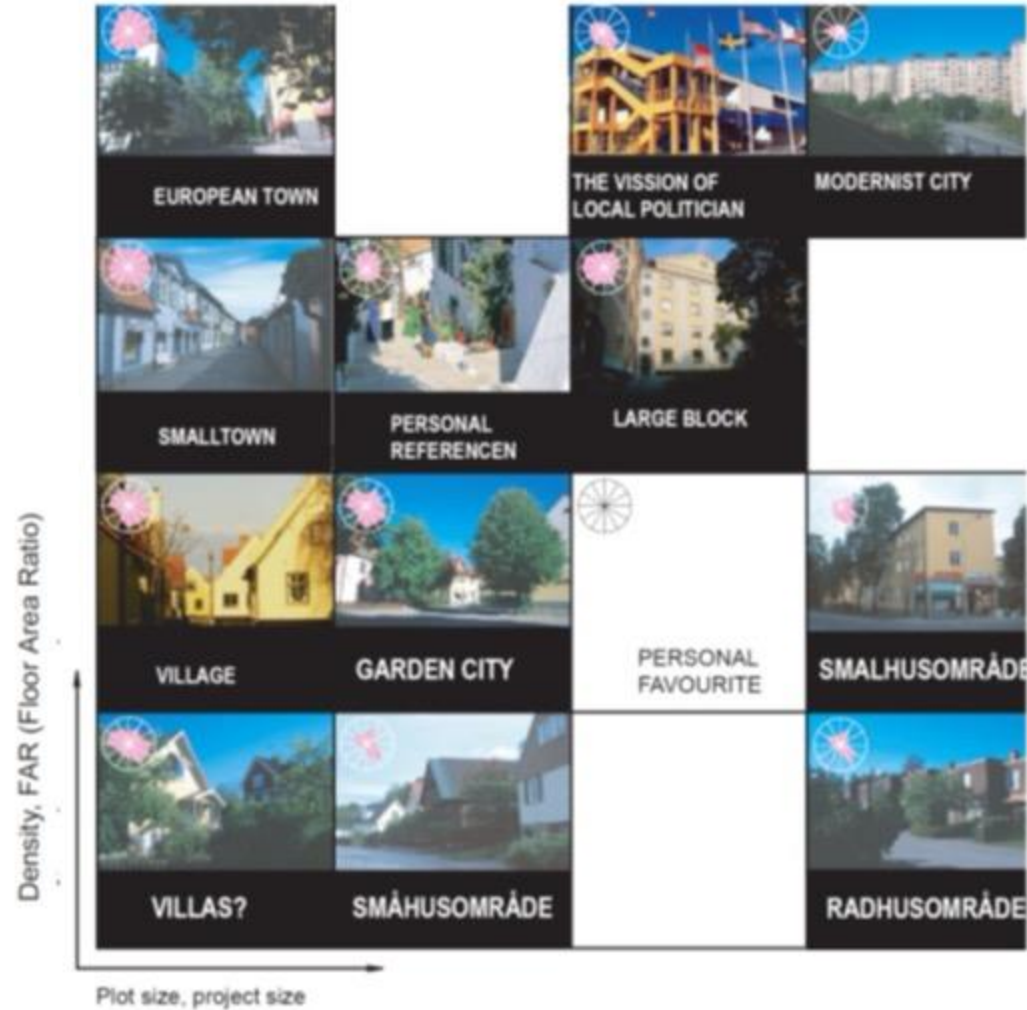 EUROPEAN TOWN
THE VISSION OF
LOCAL POLITICIAN
MODERNIST CITY
SMALLTOWN
PERSONAL
REFERENCEN
LARGE BLOCK
VILLAGE
GARDEN CITY
PERSONAL
FAVOURITE
SMALHUSOMRÅDE
VILLAS?
SMÅHUSOMRÅDE
RADHUSOMRÅDE
Density, FAR (Floor Area Ratio)
Plot size, project size